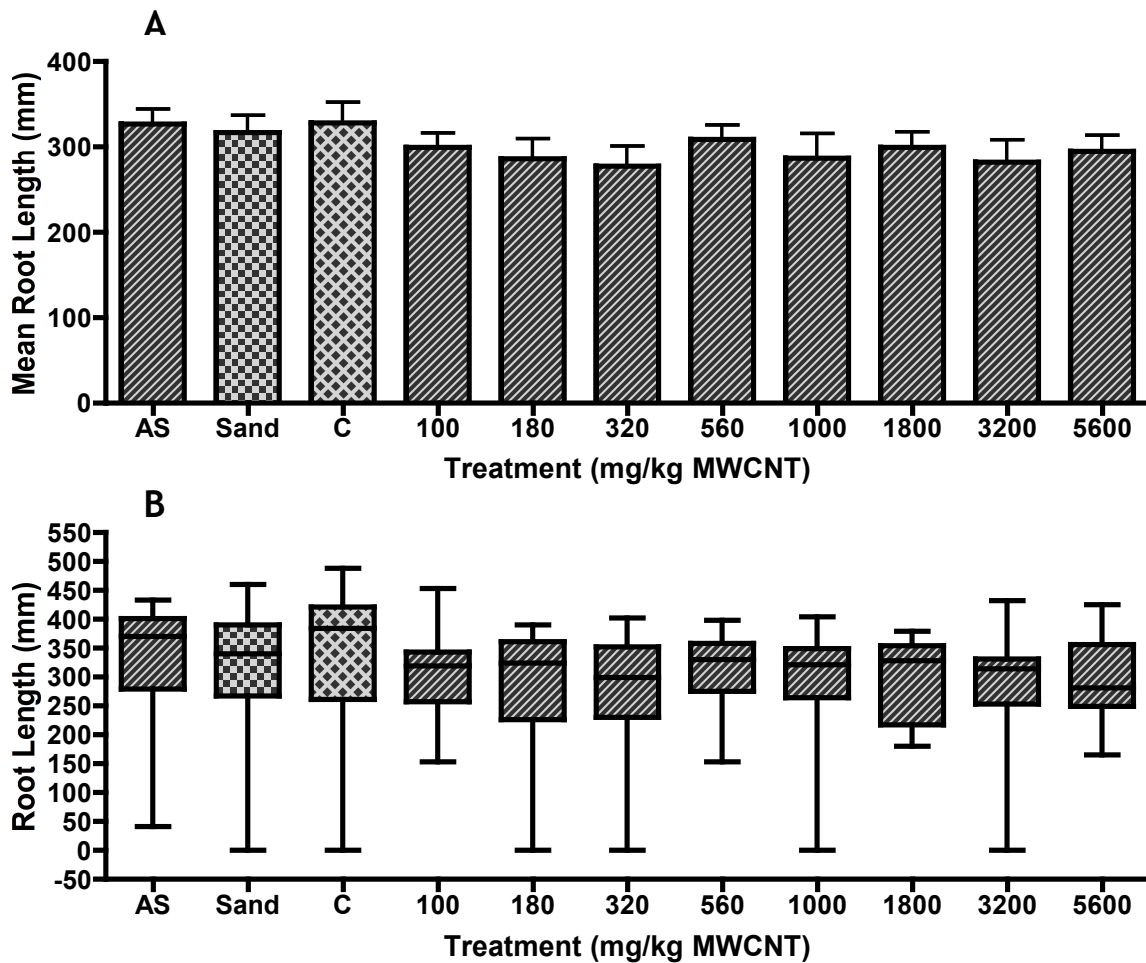 A
Mean Root Length (mm)
400
300
200
100
0
AS Sand C 100 180 320 560 1000 1800 3200 5600
Treatment (mg/kg MWCNT)
B
Root Length (mm)
550
500
450
400
350
300
250
200
150
100
50
0
-50
AS Sand C 100 180 320 560 1000 1800 3200 5600
Treatment (mg/kg MWCNT)